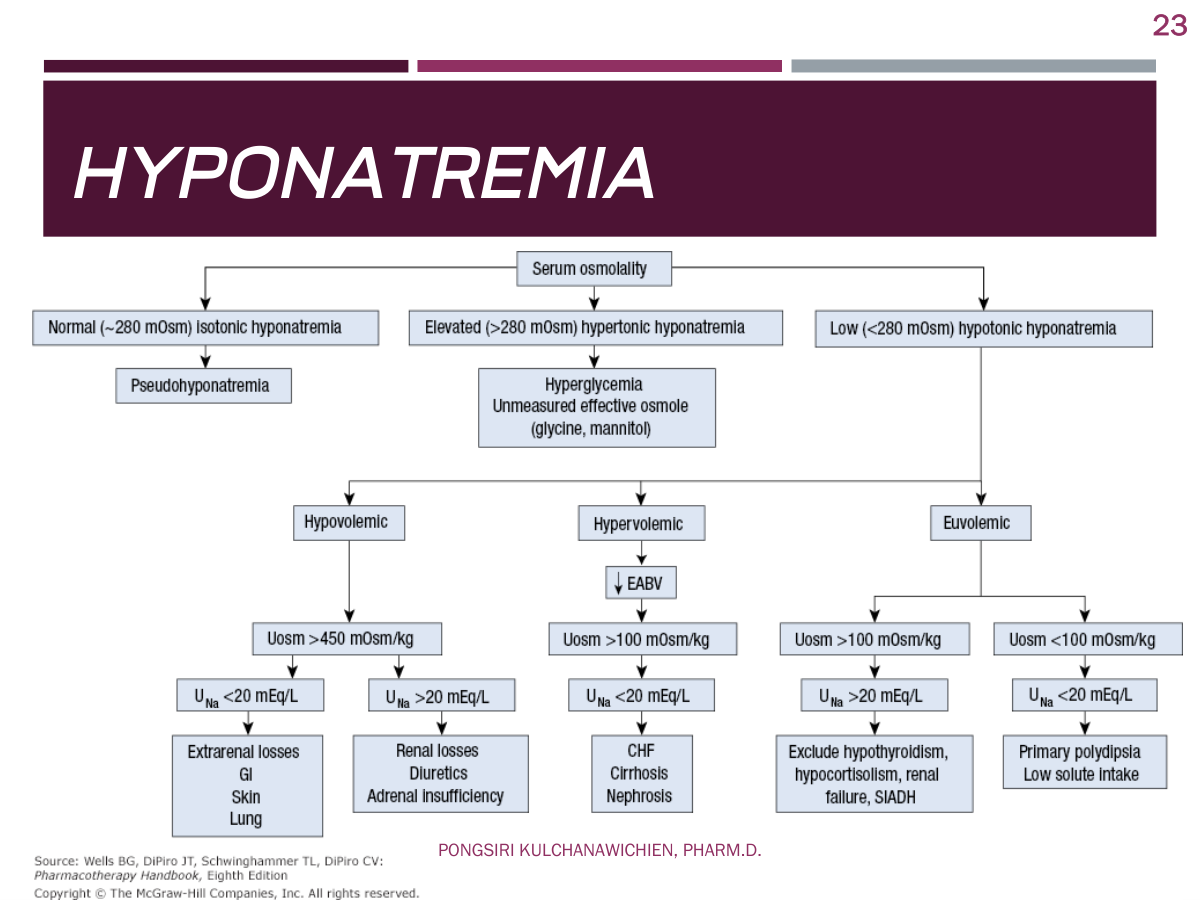 23
HYPONATREMIA
Serum osmolality
Normal (~280 mOsm) isotonic hyponatremia
Elevated (>280 mOsm) hypertonic hyponatremia
Low (<280 mOsm) hypotonic hyponatremia
Pseudohyponatremia
Hyperglycemia
Unmeasured effective osmole
(glycine, mannitol)
Hypovolemic
Hypervolemic
Euvolemic
↓ EABV
Uosm >450 mOsm/kg
Uosm >100 mOsm/kg
Uosm >100 mOsm/kg
Uosm <100 mOsm/kg
UNa <20 mEq/L
UNa >20 mEq/L
UNa <20 mEq/L
UNa >20 mEq/L
UNa <20 mEq/L
Extrarenal losses
GI
Skin
Lung
Renal losses
Diuretics
Adrenal insufficiency
CHF
Cirrhosis
Nephrosis
Exclude hypothyroidism,
hypocortisolism, renal
failure, SIADH
Primary polydipsia
Low solute intake
PONGSIRI KULCHANAWICHIEN, PHARM.D.
Source: Wells BG, DiPiro JT, Schwinghammer TL, DiPiro CV:
Pharmacotherapy Handbook, Eighth Edition
Copyright © The McGraw-Hill Companies, Inc. All rights reserved.